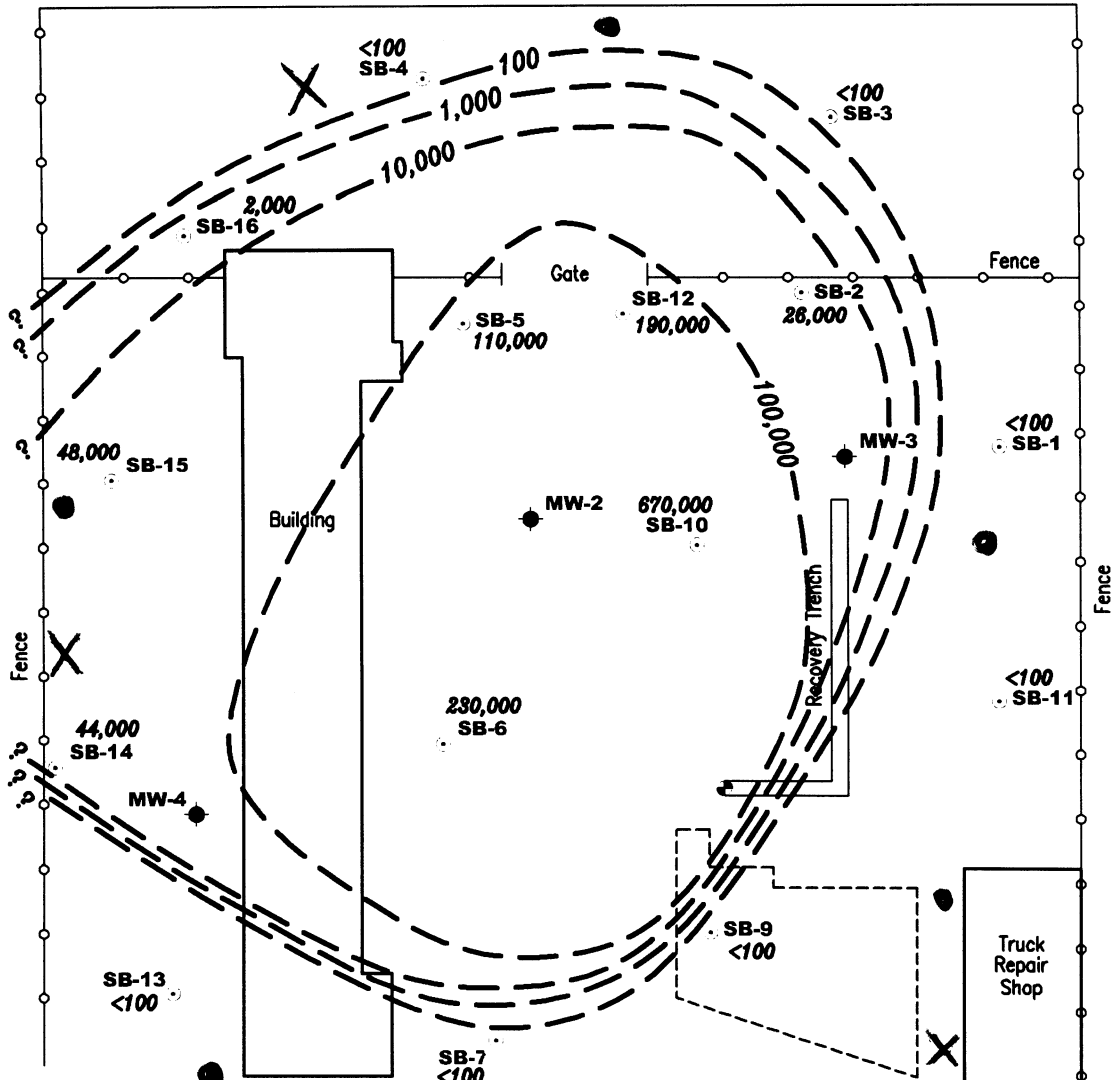 <100
SB-4
100
1,000
10,000
<100
SB-3
2,000
SB-16
Fence
Gate
SB-12
190,000
SB-2
26,000
SB-5
110,000
?
?
?
100,000
<100
SB-1
MW-3
48,000
SB-15
MW-2
670,000
SB-10
Building
Fence
Recovery Trench
Fence
<100
SB-11
230,000
SB-6
44,000
SB-14
?
?
?
MW-4
SB-9
<100
Truck
Repair
Shop
SB-13
<100
SB-7
<100